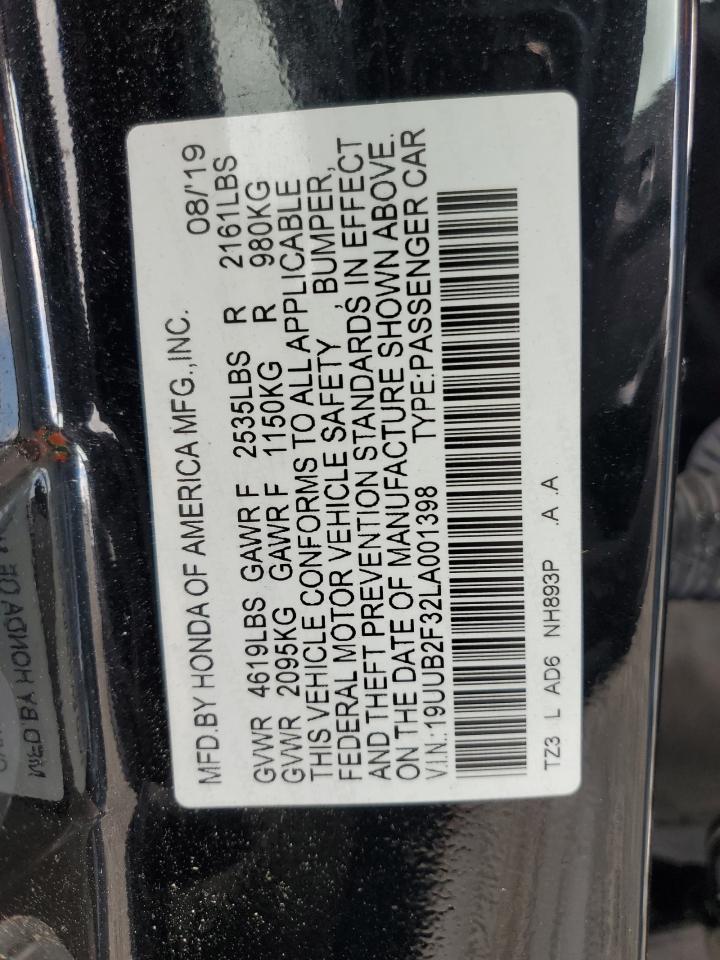 MFD.BY HONDA OF AMERICA MFG.,INC. 08/'19
GVWR 4619LBS GAWR F 2535LBS R 2161LBS
GVWR 2095KG GAWR F 1150KG R 980KG
THIS VEHICLE CONFORMS TO ALL APPLICABLE
FEDERAL MOTOR VEHICLE SAFETY , BUMPER,
AND THEFT PREVENTION STANDARDS IN EFFECT
ON THE DATE OF MANUFACTURE SHOWN ABOVE.
V.I.N.:19UUB2F32LA001398 TYPE:PASSENGER CAR
TZ3 L AD6 NH893P .A .A